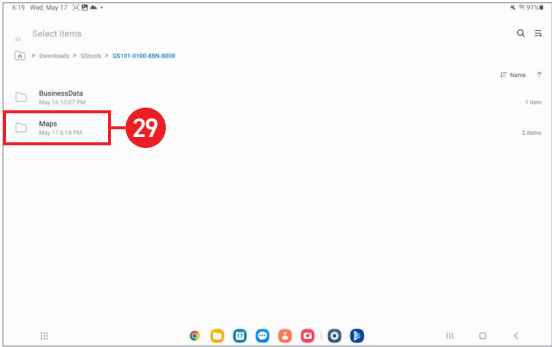 6:19 Wed, May 17
91%
Select items
All
Downloads ▶ GStools ▶ GS101-0100-88N-8000
Name ↑
BusinessData
May 16 10:07 PM
1 item
Maps
May 17 6:18 PM
2 items
29